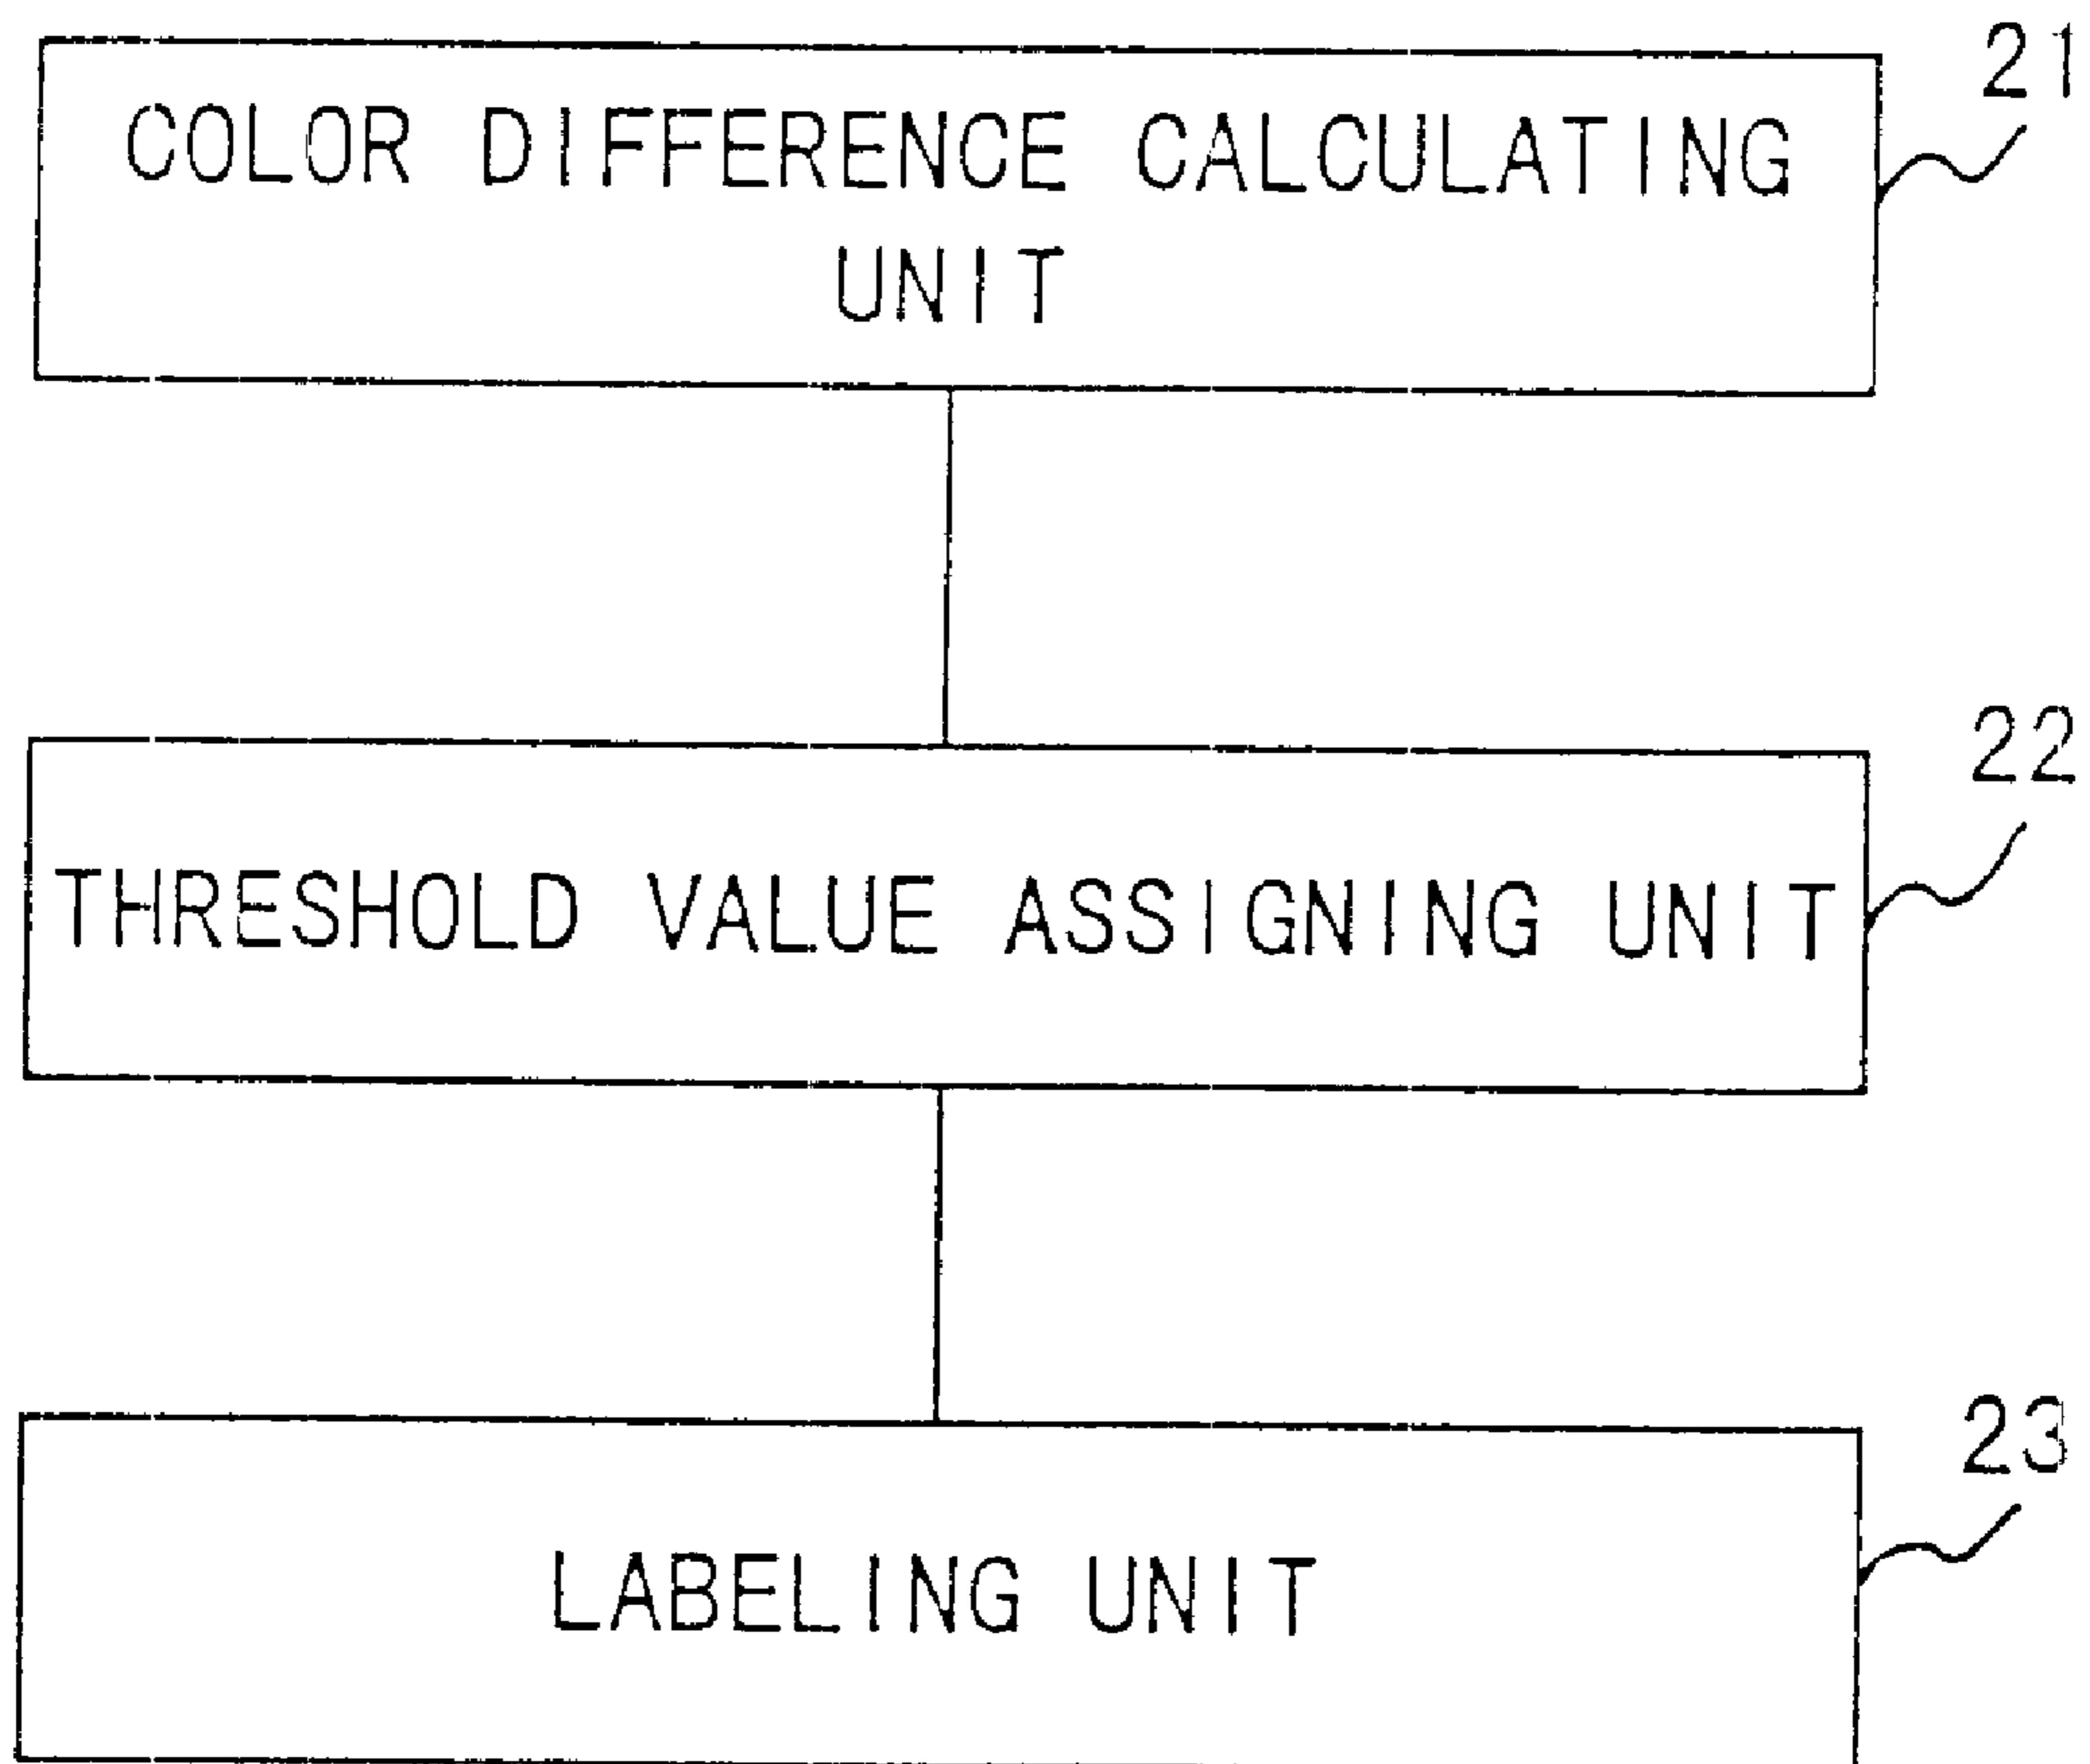 21
COLOR DIFFERENCE CALCULATING
UNIT
22
THRESHOLD VALUE ASSIGNING UNIT
23
LABELING UNIT